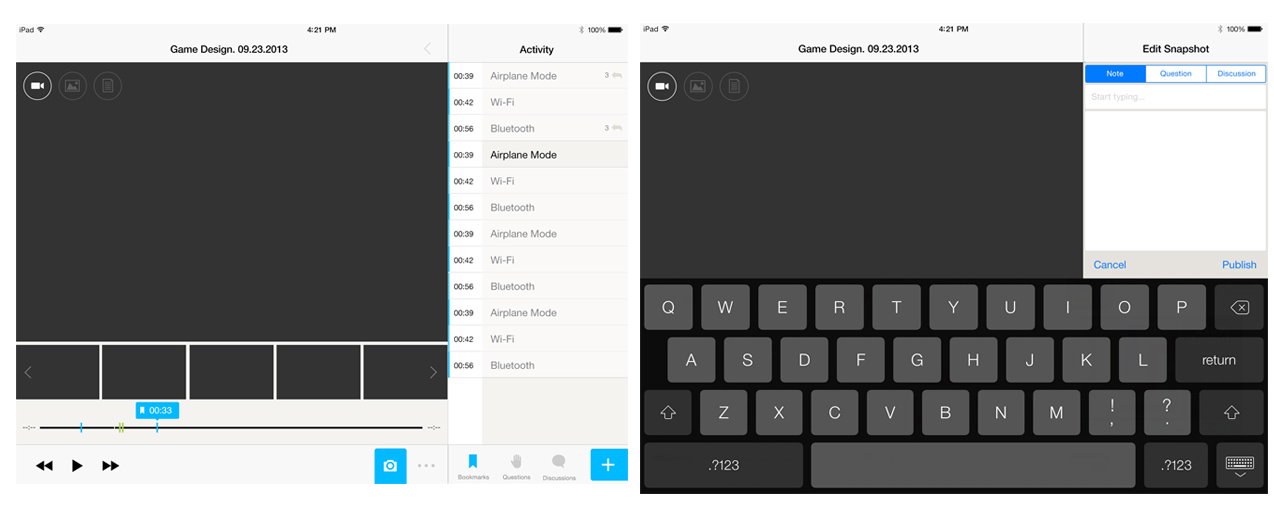 iPad 4:21 PM 100%
Game Design. 09.23.2013
Activity
00:39 Airplane Mode 3
00:42 Wi-Fi
00:56 Bluetooth 3
00:39 Airplane Mode
00:42 Wi-Fi
00:56 Bluetooth
00:39 Airplane Mode
00:42 Wi-Fi
00:56 Bluetooth
00:39 Airplane Mode
00:42 Wi-Fi
00:56 Bluetooth
00:33
--:-- --:--
Bookmarks Questions Discussions
iPad 4:21 PM 100%
Game Design. 09.23.2013
Edit Snapshot
Note Question Discussion
Start typing...
Cancel Publish
Q W E R T Y U I O P
A S D F G H J K L return
Z X C V B N M ! ?
, .
.?123 .?123